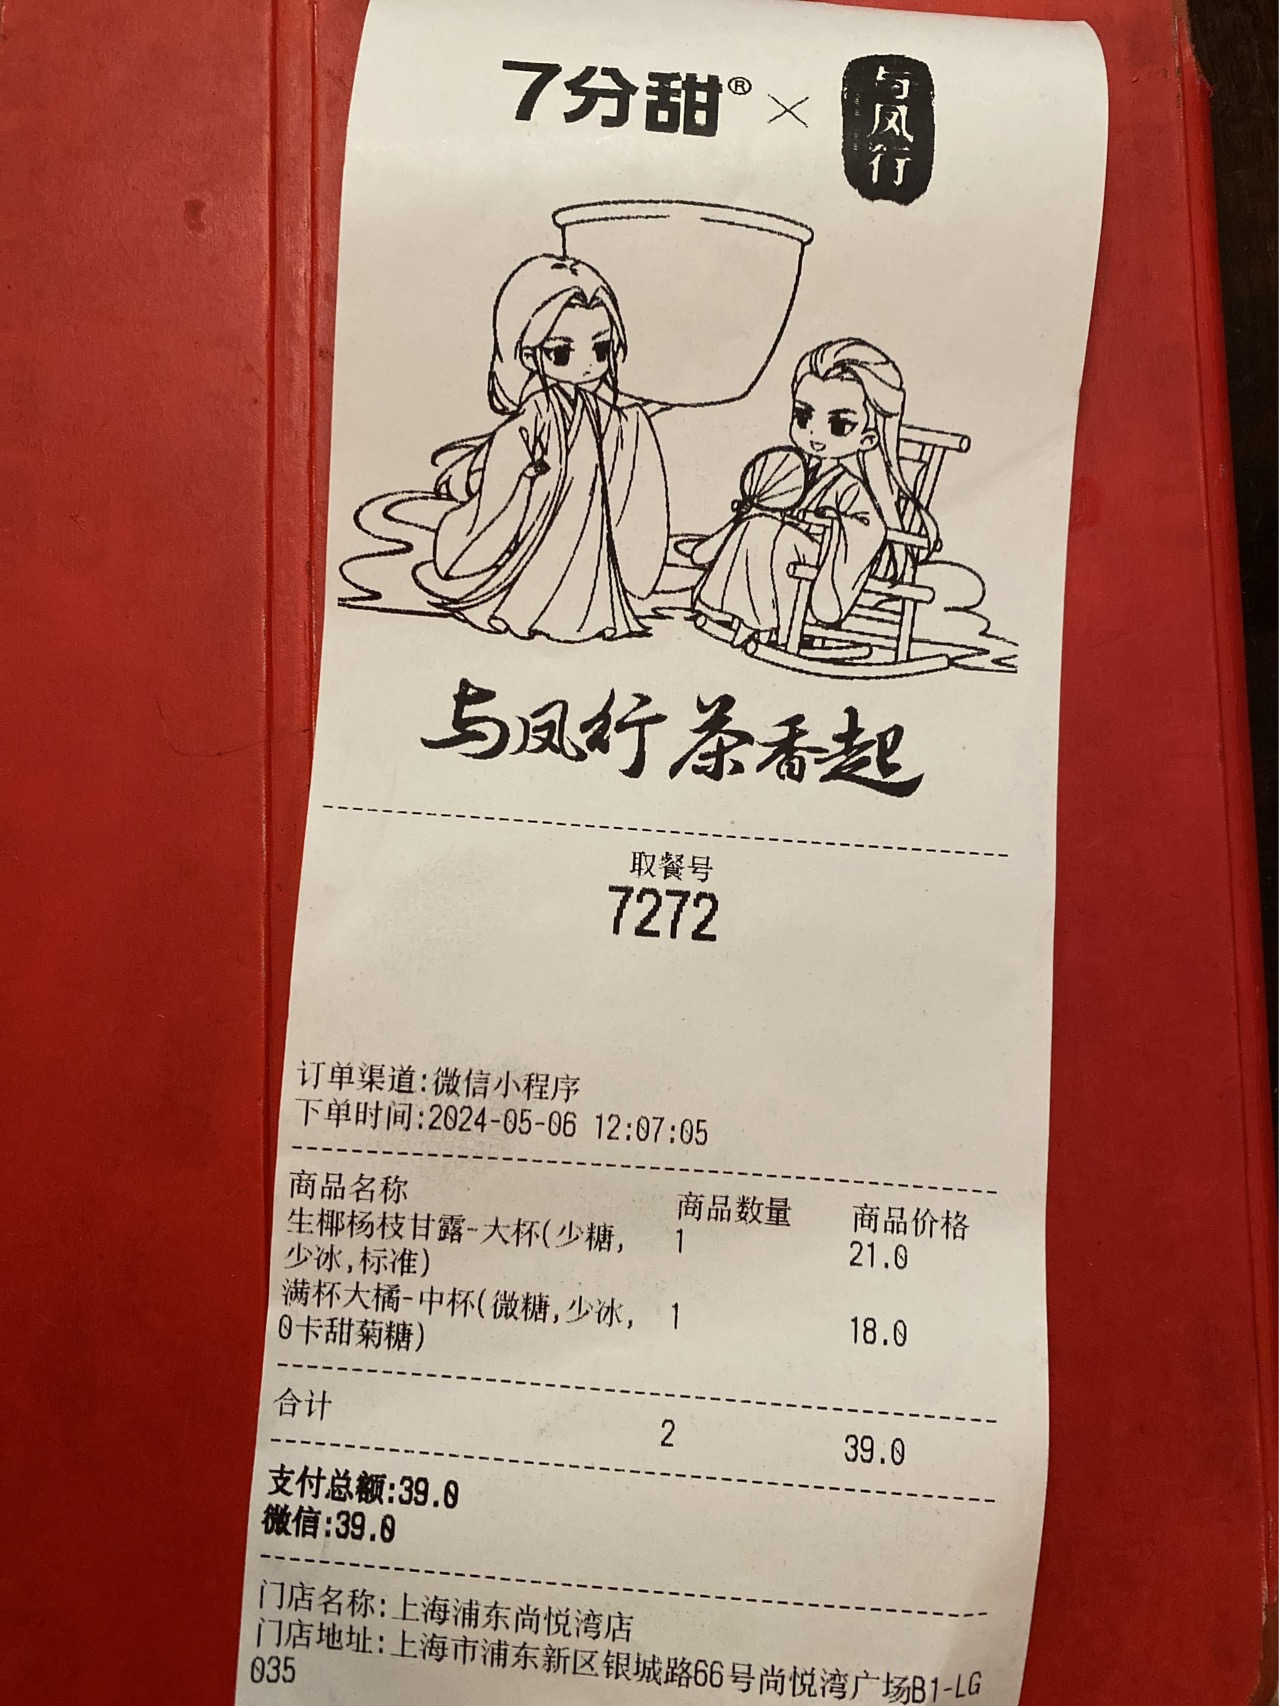 7分甜® × 与凤行
与凤行 茶香起
取餐号
7272
订单渠道:微信小程序
下单时间:2024-05-06 12:07:05
商品名称 商品数量 商品价格
生椰杨枝甘露-大杯(少糖, 1 21.0
少冰,标准)
满杯大橘-中杯(微糖,少冰, 1 18.0
0卡甜菊糖)
合计 2 39.0
支付总额:39.0
微信:39.0
门店名称:上海浦东尚悦湾店
门店地址:上海市浦东新区银城路66号尚悦湾广场B1-LG
035